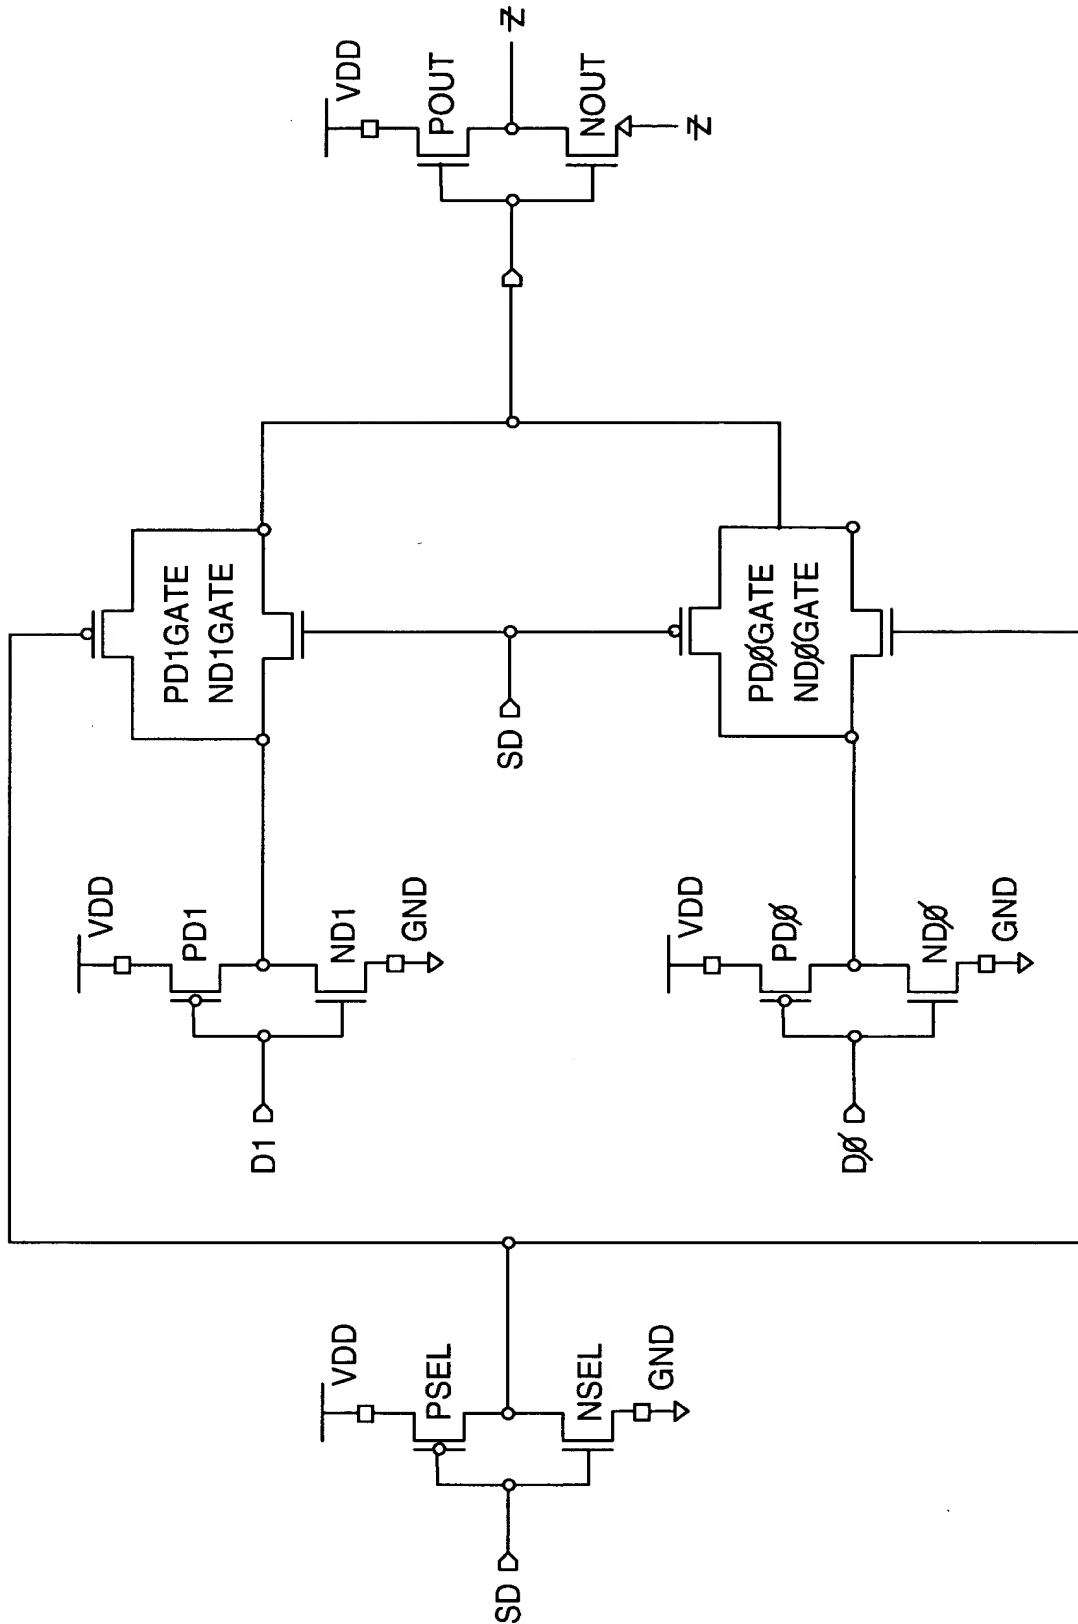 VDD
PD1GATE
PD1
ND1GATE
D1
VDD
ND1
VDD
GND
PSEL
POUT
SD
SD
Ƶ
NSEL
NOUT
GND
VDD
Ƶ
PD0GATE
PDØ
NDØGATE
DØ
NDØ
GND